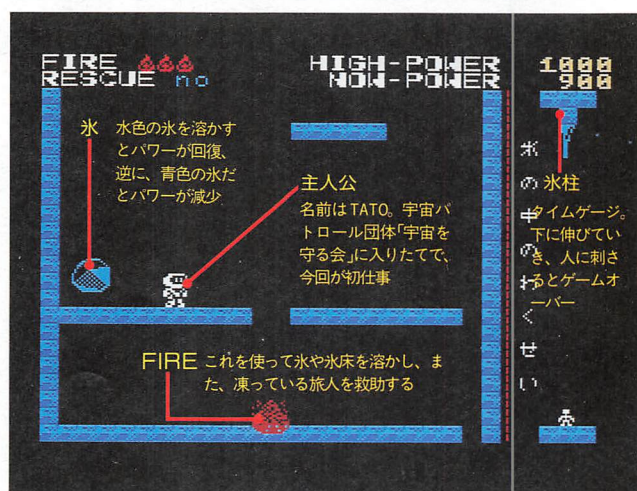 FIRE
HIGH-POWER 1000
RESCUE no
NOW-POWER 900
氷
水色の氷を溶かす
とパワーが回復、
逆に、青色の氷だ
とパワーが減少
主人公
名前はTATO。宇宙パ
トロール団体「宇宙を
守る会」に入りたてで、
今回が初仕事
氷柱
タイムゲージ。
下に伸びてい
き、人に刺さ
るとゲームオ
ーバー
氷の中のわくせい
FIRE これを使って氷や氷床を溶かし、ま
た、凍っている旅人を救助する